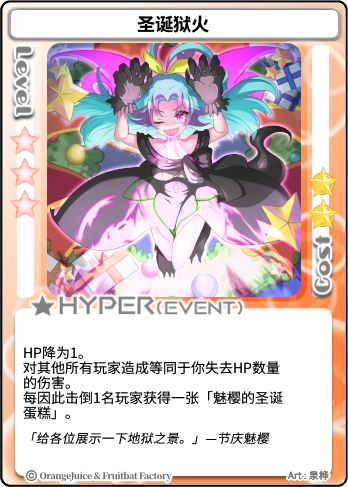 圣诞狱火
Level
Cost
HYPER(EVENT)
HP降为1。
对其他所有玩家造成等同于你失去HP数量
的伤害。
每因此击倒1名玩家获得一张「魅樱的圣诞
蛋糕」。
「给各位展示一下地狱之景。」—节庆魅樱
© OrangeJuice & Fruitbat Factory
Art : 泉桦